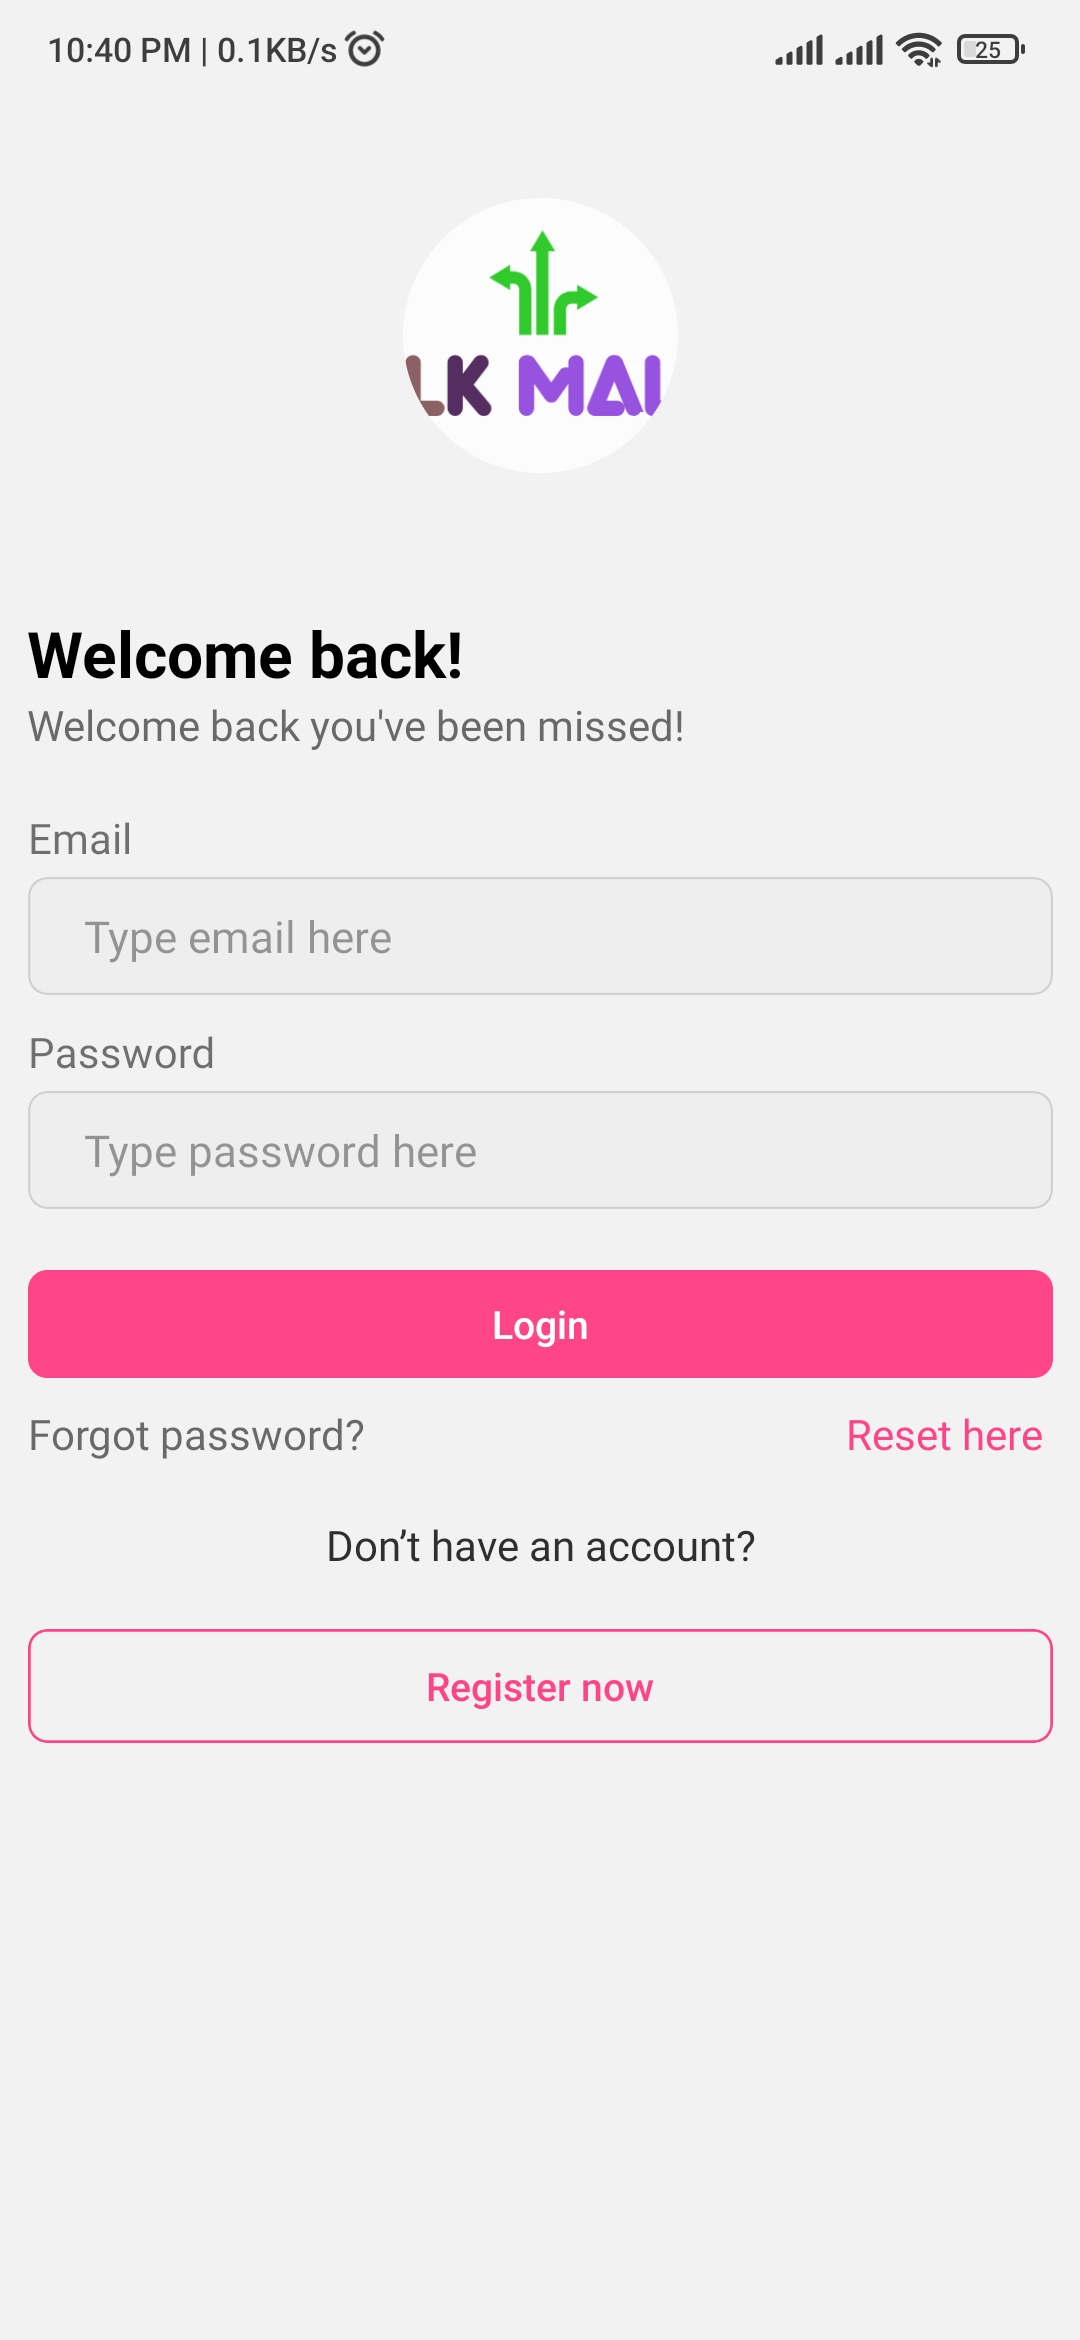 10:40 PM | 0.1KB/s
25
LK MAI
Welcome back!
Welcome back you've been missed!
Email
Type email here
Password
Type password here
Login
Forgot password? Reset here
Don’t have an account?
Register now